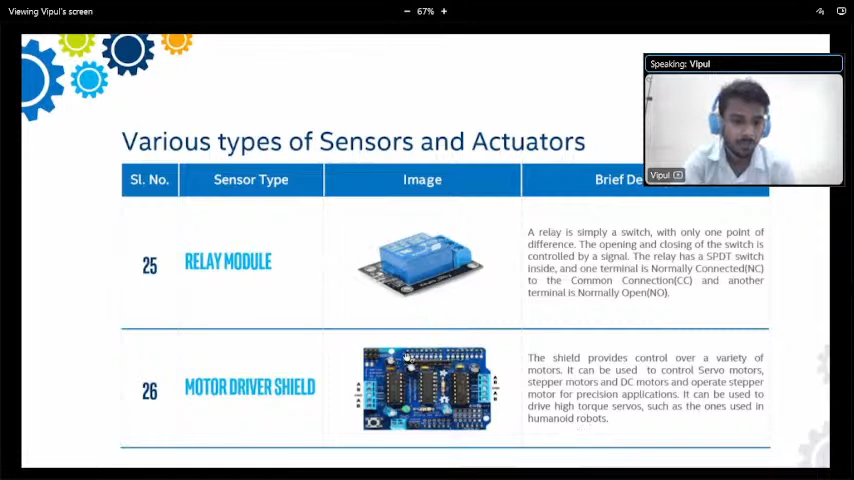 Viewing Vipul's screen
− 67% +
Speaking: Vipul
Vipul
Various types of Sensors and Actuators
Sl. No. Sensor Type Image Brief De
25 RELAY MODULE
A relay is simply a switch, with only one point of
difference. The opening and closing of the switch is
controlled by a signal. The relay has a SPDT switch
inside, and one terminal is Normally Connected(NC)
to the Common Connection(CC) and another
terminal is Normally Open(NO).
26 MOTOR DRIVER SHIELD
The shield provides control over a variety of
motors. It can be used to control Servo motors,
stepper motors and DC motors and operate stepper
motor for precision applications. It can be used to
drive high torque servos, such as the ones used in
humanoid robots.